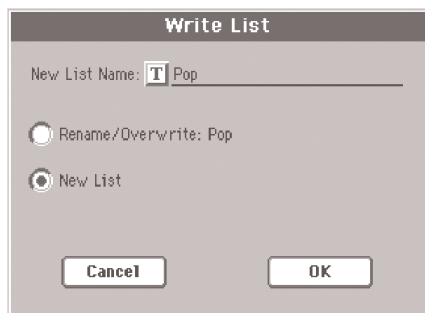 Write List
New List Name: T Pop
Rename/Overwrite: Pop
New List
Cancel OK